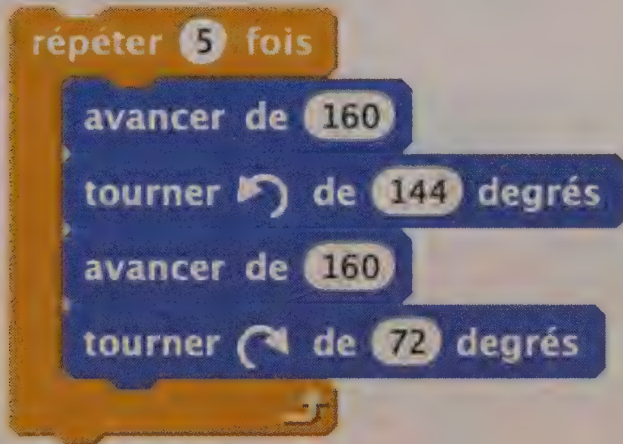 répéter 5 fois
avancer de 160
tourner de 144 degrés
avancer de 160
tourner de 72 degrés